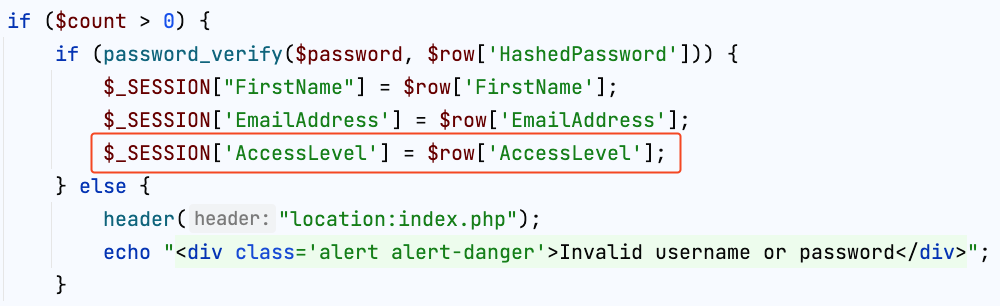 if ($count > 0) {
    if (password_verify($password, $row['HashedPassword'])) {
        $_SESSION["FirstName"] = $row['FirstName'];
        $_SESSION['EmailAddress'] = $row['EmailAddress'];
        $_SESSION['AccessLevel'] = $row['AccessLevel'];
    } else {
        header( header: "location:index.php");
        echo "<div class='alert alert-danger'>Invalid username or password</div>";
    }